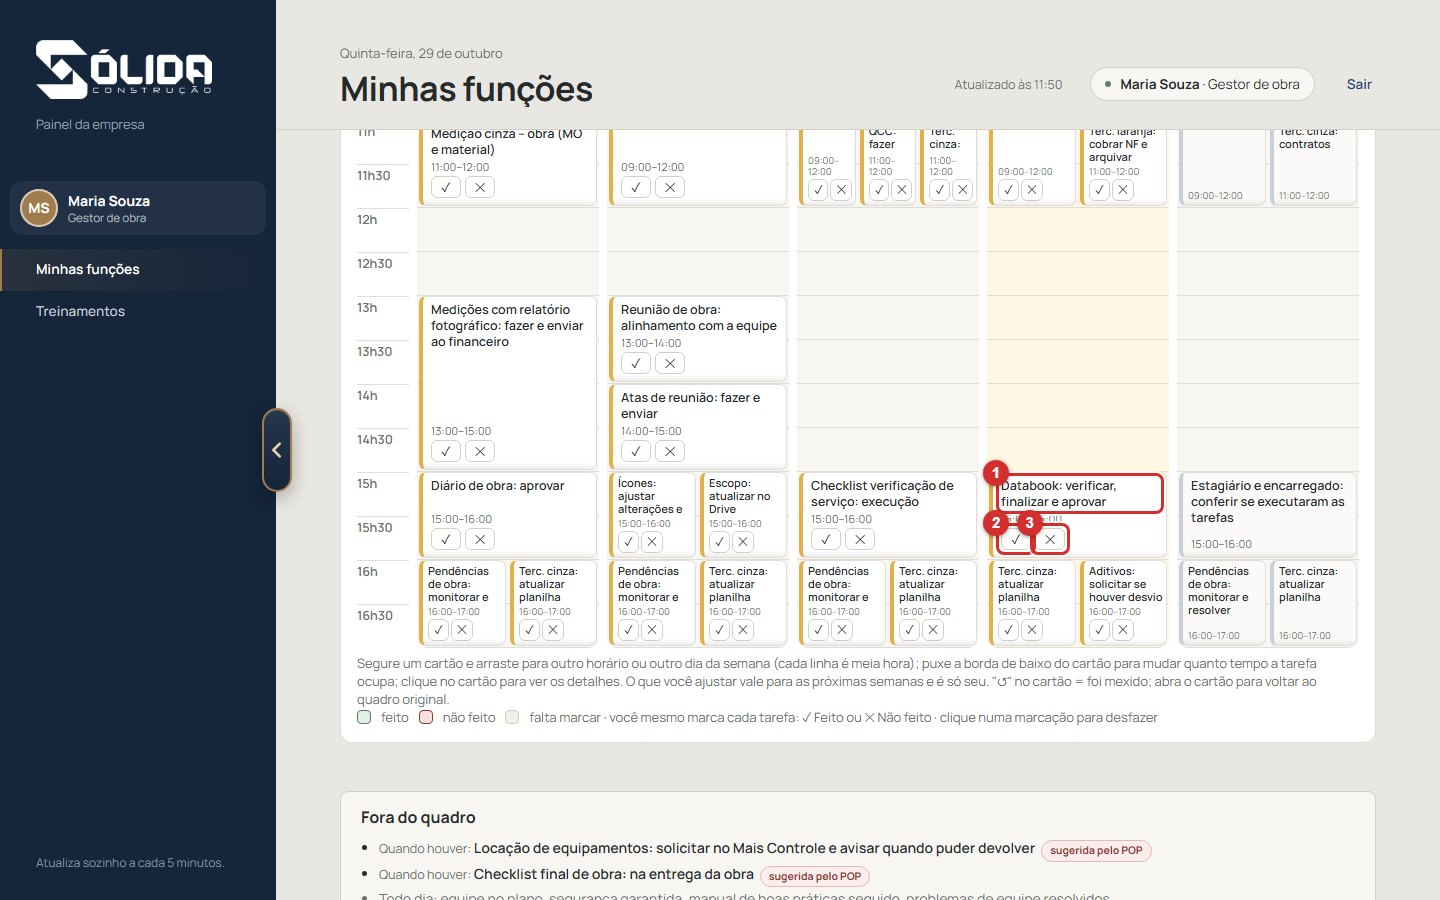 SÓLIDA
CONSTRUÇÃO
Painel da empresa
MS
Maria Souza
Gestor de obra
Minhas funções
Treinamentos
Atualiza sozinho a cada 5 minutos.
Quinta-feira, 29 de outubro
Minhas funções
Atualizado às 11:50
Maria Souza · Gestor de obra
Sair
11h
11h30
12h
12h30
13h
13h30
14h
14h30
15h
15h30
16h
16h30
Medição cinza – obra (MO
e material)
11:00–12:00
✓ ✕
09:00–12:00
✓ ✕
09:00–
12:00
✓ ✕
QCC:
fazer
11:00–
12:00
✓ ✕
Terc.
cinza:
11:00–
12:00
✓ ✕
09:00–12:00
✓ ✕
Terc. laranja:
cobrar NF e
arquivar
11:00–12:00
✓ ✕
09:00–12:00
Terc. cinza:
contratos
11:00–12:00
Medições com relatório
fotográfico: fazer e enviar
ao financeiro
13:00–15:00
✓ ✕
Reunião de obra:
alinhamento com a equipe
13:00–14:00
✓ ✕
Atas de reunião: fazer e
enviar
14:00–15:00
✓ ✕
Diário de obra: aprovar
15:00–16:00
✓ ✕
Ícones:
ajustar
alterações e
15:00–16:00
✓ ✕
Escopo:
atualizar no
Drive
15:00–16:00
✓ ✕
Checklist verificação de
serviço: execução
15:00–16:00
✓ ✕
1
Databook: verificar,
finalizar e aprovar
2
3
✓ ✕
Estagiário e encarregado:
conferir se executaram as
tarefas
15:00–16:00
Pendências
de obra:
monitorar e
16:00–17:00
✓ ✕
Terc. cinza:
atualizar
planilha
16:00–17:00
✓ ✕
Pendências
de obra:
monitorar e
16:00–17:00
✓ ✕
Terc. cinza:
atualizar
planilha
16:00–17:00
✓ ✕
Pendências
de obra:
monitorar e
16:00–17:00
✓ ✕
Terc. cinza:
atualizar
planilha
16:00–17:00
✓ ✕
Terc. cinza:
atualizar
planilha
16:00–17:00
✓ ✕
Aditivos:
solicitar se
houver desvio
16:00–17:00
✓ ✕
Pendências
de obra:
monitorar e
resolver
16:00–17:00
Terc. cinza:
atualizar
planilha
16:00–17:00
Segure um cartão e arraste para outro horário ou outro dia da semana (cada linha é meia hora); puxe a borda de baixo do cartão para mudar quanto tempo a tarefa
ocupa; clique no cartão para ver os detalhes. O que você ajustar vale para as próximas semanas e é só seu. "↺" no cartão = foi mexido; abra o cartão para voltar ao
quadro original.
feito não feito falta marcar · você mesmo marca cada tarefa: ✓ Feito ou ✕ Não feito · clique numa marcação para desfazer
Fora do quadro
• Quando houver: Locação de equipamentos: solicitar no Mais Controle e avisar quando puder devolver sugerida pelo POP
• Quando houver: Checklist final de obra: na entrega da obra sugerida pelo POP
• Todo dia: equipe no plano, segurança garantida, manual de boas práticas seguido, problemas de equipe resolvidos